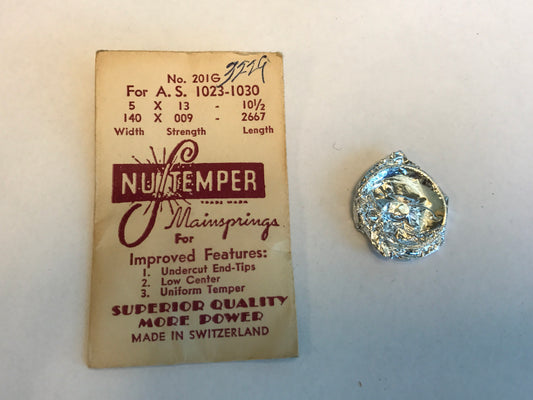 No. 201G 3229
For A. S. 1023-1030
5 X 13 - 10½
140 X 009 - 2667
Width Strength Length
NU TEMPER
TRADE MARK
Mainsprings
For
Improved Features:
1. Undercut End-Tips
2. Low Center
3. Uniform Temper
SUPERIOR QUALITY
MORE POWER
MADE IN SWITZERLAND